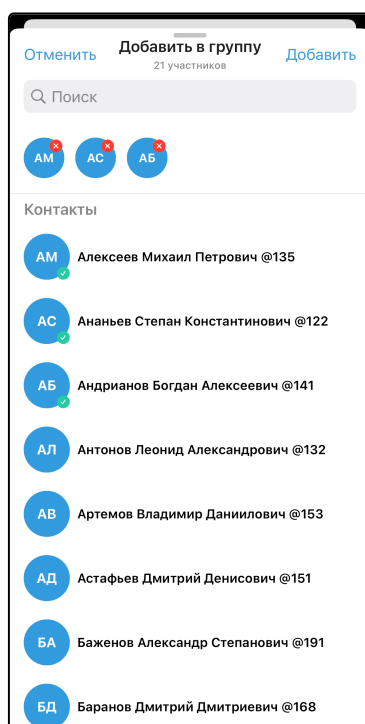 Отменить Добавить в группу Добавить
21 участников
Поиск
АМ АС АБ
Контакты
АМ Алексеев Михаил Петрович @135
АС Ананьев Степан Константинович @122
АБ Андрианов Богдан Алексеевич @141
АЛ Антонов Леонид Александрович @132
АВ Артемов Владимир Даниилович @153
АД Астафьев Дмитрий Денисович @151
БА Баженов Александр Степанович @191
БД Баранов Дмитрий Дмитриевич @168